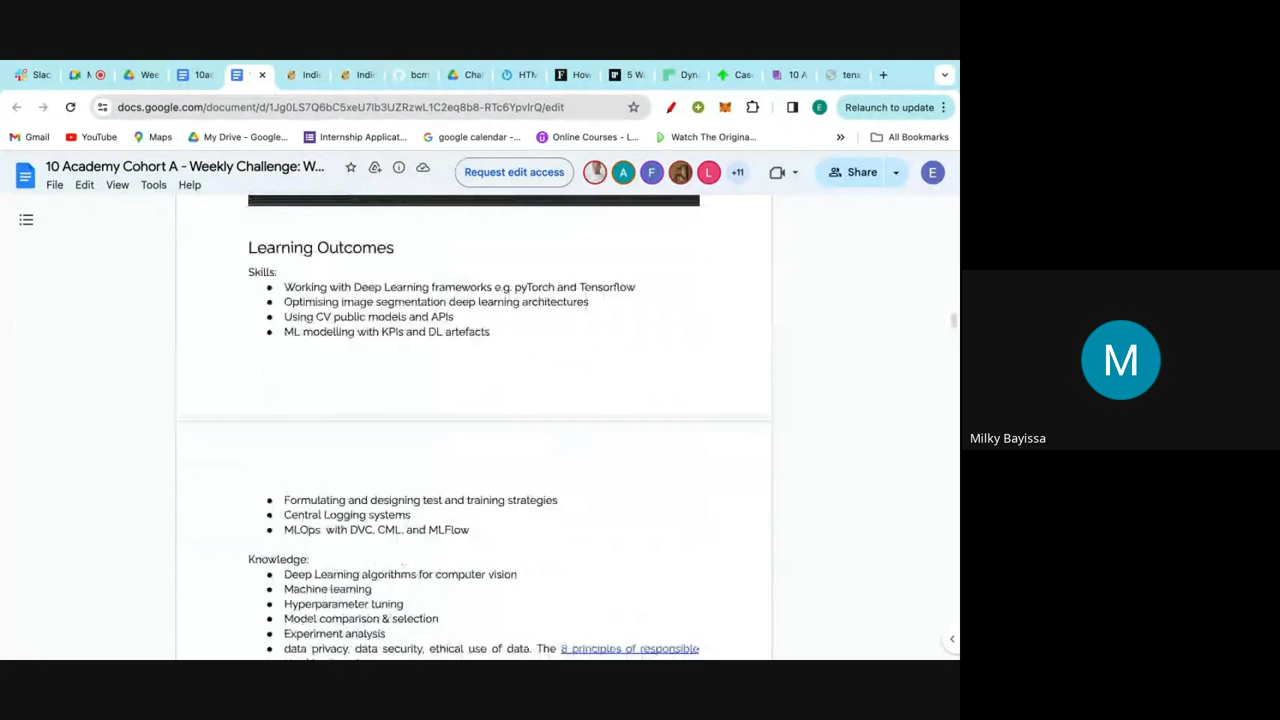 Slac
M
Wee
10ac
Indic
Indic
bcm
Chal
HTM
How
5 W
Dyn
Cas
10 A
tenx
docs.google.com/document/d/1Jg0LS7Q6bC5xeU7lb3UZRzwL1C2eq8b8-RTc6YpvlrQ/edit
E
Relaunch to update
Gmail
YouTube
Maps
My Drive - Google...
Internship Applicat...
google calendar -...
Online Courses - L...
Watch The Origina...
»
All Bookmarks
10 Academy Cohort A - Weekly Challenge: W...
File Edit View Tools Help
Request edit access
A
F
L
+11
Share
E
Learning Outcomes
Skills:
● Working with Deep Learning frameworks e.g. pyTorch and Tensorflow
● Optimising image segmentation deep learning architectures
● Using CV public models and APIs
● ML modelling with KPIs and DL artefacts
● Formulating and designing test and training strategies
● Central Logging systems
● MLOps with DVC, CML, and MLFlow
Knowledge:
● Deep Learning algorithms for computer vision
● Machine learning
● Hyperparameter tuning
● Model comparison & selection
● Experiment analysis
● data privacy, data security, ethical use of data. The 8 principles of responsible
M
Milky Bayissa